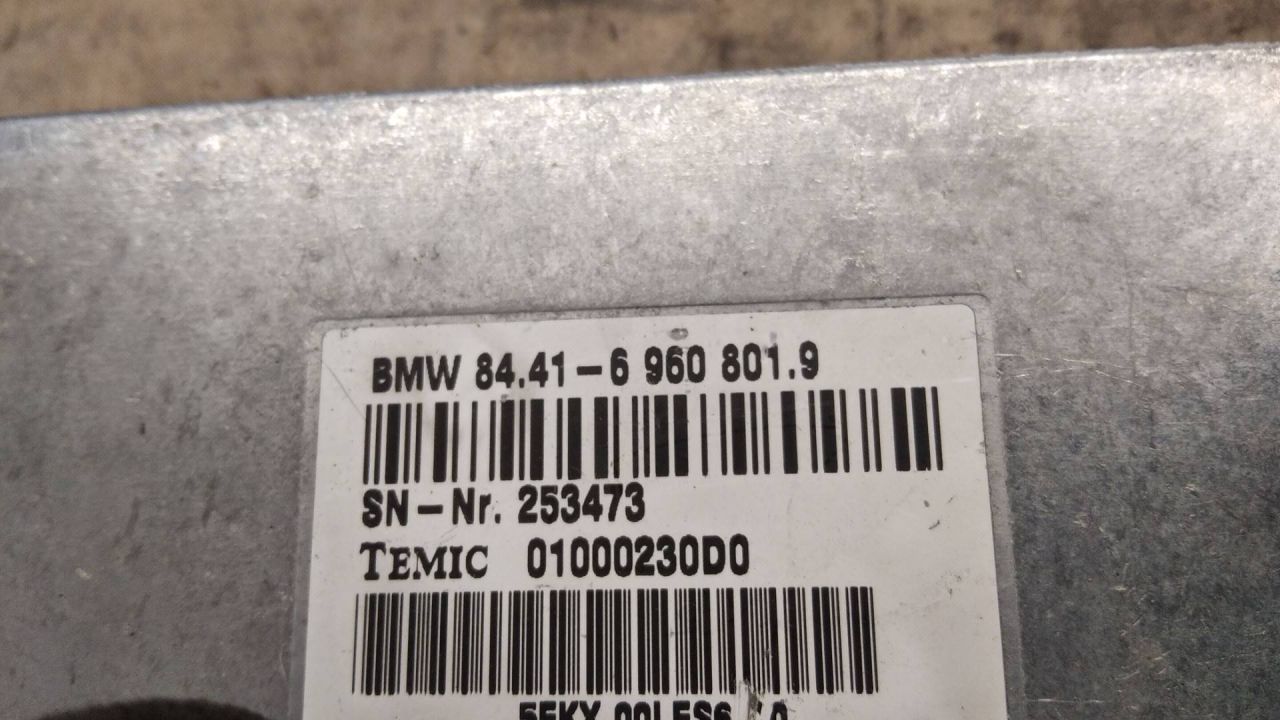 BMW 84.41-6 960 801.9
SN-Nr. 253473
TEMIC 01000230D0